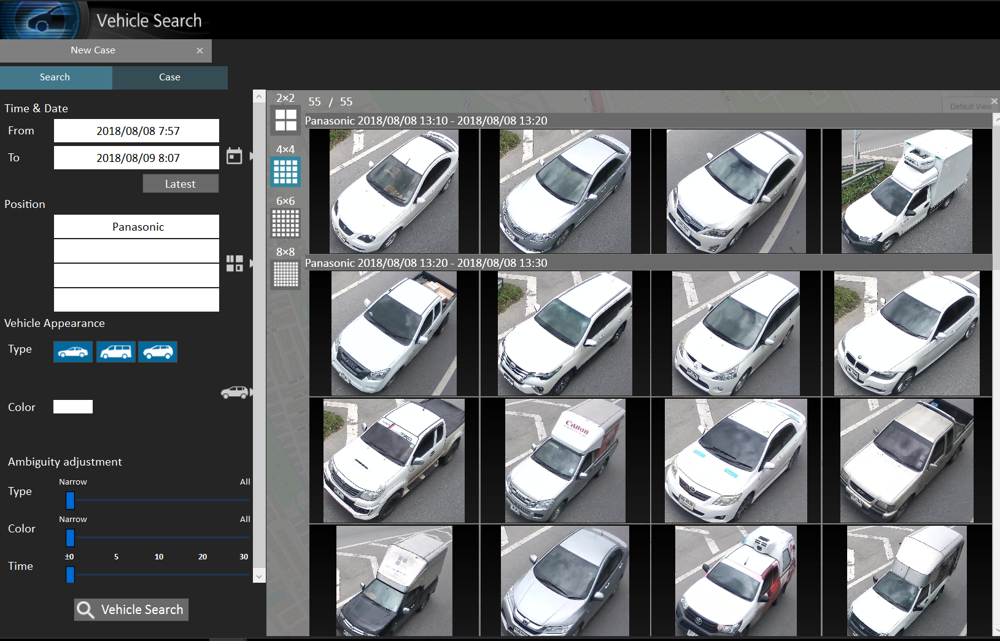 Vehicle Search
New Case
Search
Case
Time & Date
From
2018/08/08 7:57
To
2018/08/09 8:07
Latest
Position
Panasonic
Vehicle Appearance
Type
Color
Ambiguity adjustment
Narrow
All
Type
Narrow
All
Color
±0 5 10 20 30
Time
Vehicle Search
2×2
4×4
6×6
8×8
55 / 55
Default View
Panasonic 2018/08/08 13:10 - 2018/08/08 13:20
Panasonic 2018/08/08 13:20 - 2018/08/08 13:30
TRD
Canon